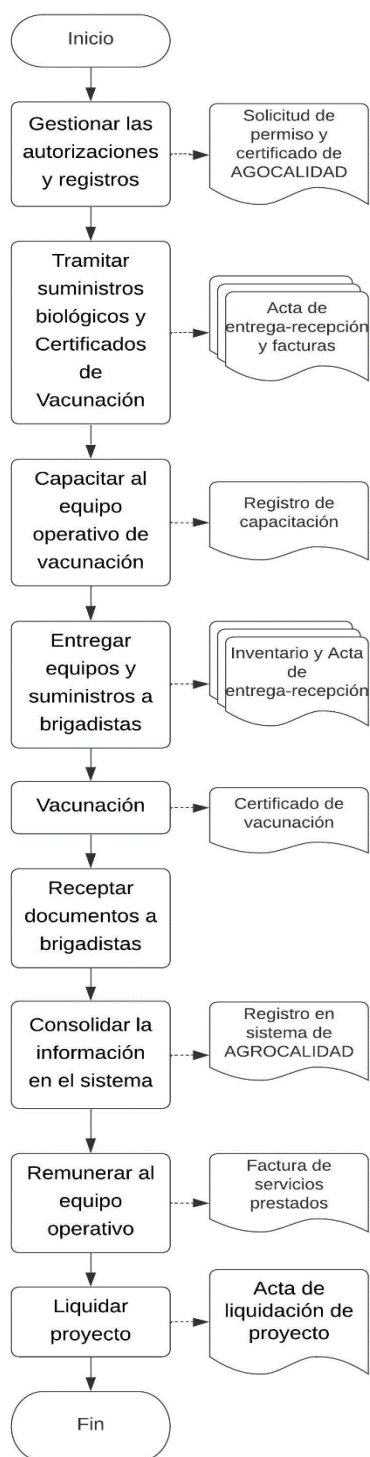 Inicio
Gestionar las
autorizaciones
y registros
Solicitud de
permiso y
certificado de
AGOCALIDAD
Tramitar
suministros
biológicos y
Certificados
de
Vacunación
Acta de
entrega-recepción
y facturas
Capacitar al
equipo
operativo de
vacunación
Registro de
capacitación
Entregar
equipos y
suministros a
brigadistas
Inventario y Acta
de
entrega-recepción
Vacunación
Certificado de
vacunación
Receptar
documentos a
brigadistas
Consolidar la
información
en el sistema
Registro en
sistema de
AGROCALIDAD
Remunerar al
equipo
operativo
Factura de
servicios
prestados
Liquidar
proyecto
Acta de
liquidación de
proyecto
Fin